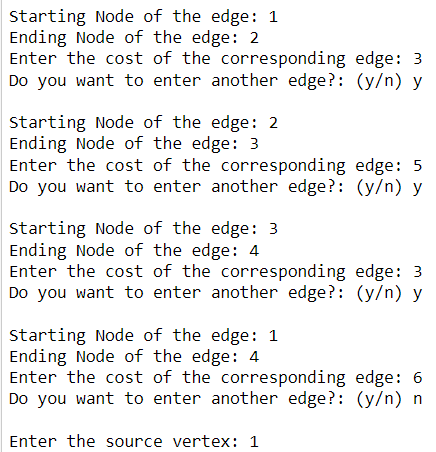 Starting Node of the edge: 1
Ending Node of the edge: 2
Enter the cost of the corresponding edge: 3
Do you want to enter another edge?: (y/n) y
Starting Node of the edge: 2
Ending Node of the edge: 3
Enter the cost of the corresponding edge: 5
Do you want to enter another edge?: (y/n) y
Starting Node of the edge: 3
Ending Node of the edge: 4
Enter the cost of the corresponding edge: 3
Do you want to enter another edge?: (y/n) y
Starting Node of the edge: 1
Ending Node of the edge: 4
Enter the cost of the corresponding edge: 6
Do you want to enter another edge?: (y/n) n
Enter the source vertex: 1